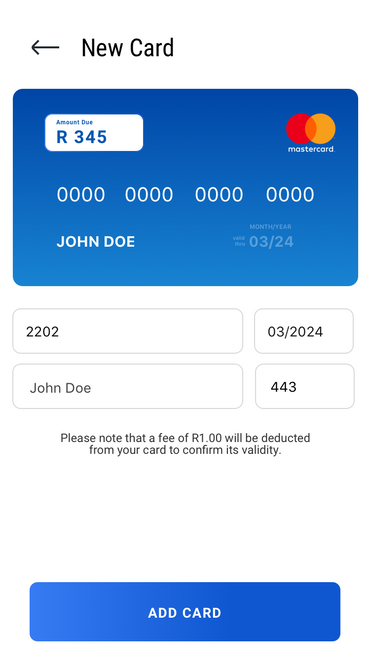 New Card
Amount Due
R 345
mastercard
0000 0000 0000 0000
MONTH/YEAR
VALID
THRU
03/24
JOHN DOE
2202
03/2024
John Doe
443
Please note that a fee of R1.00 will be deducted
from your card to confirm its validity.
ADD CARD